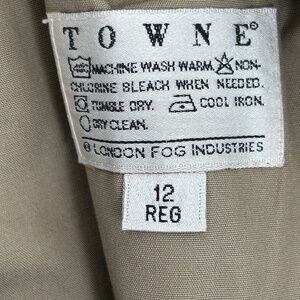 TOWNE®
MACHINE WASH WARM. NON-
CHLORINE BLEACH WHEN NEEDED.
TUMBLE DRY. COOL IRON.
DRY CLEAN.
® LONDON FOG INDUSTRIES
12
REG